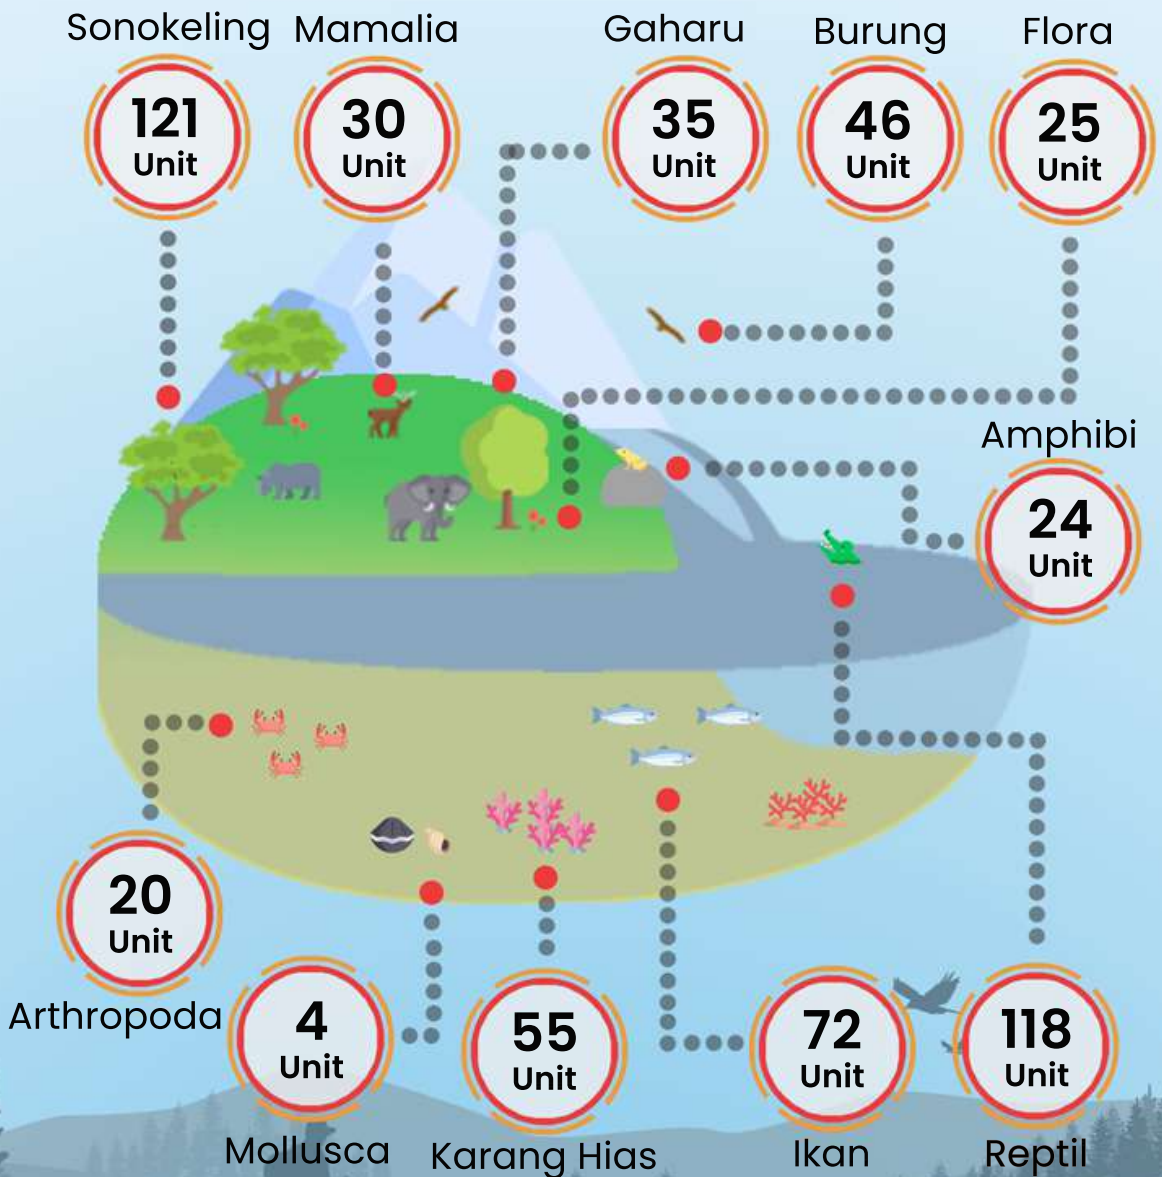 Sonokeling
121
Unit
Mamalia
30
Unit
Gaharu
35
Unit
Burung
46
Unit
Flora
25
Unit
Amphibi
24
Unit
20
Unit
Arthropoda
4
Unit
Mollusca
55
Unit
Karang Hias
72
Unit
Ikan
118
Unit
Reptil